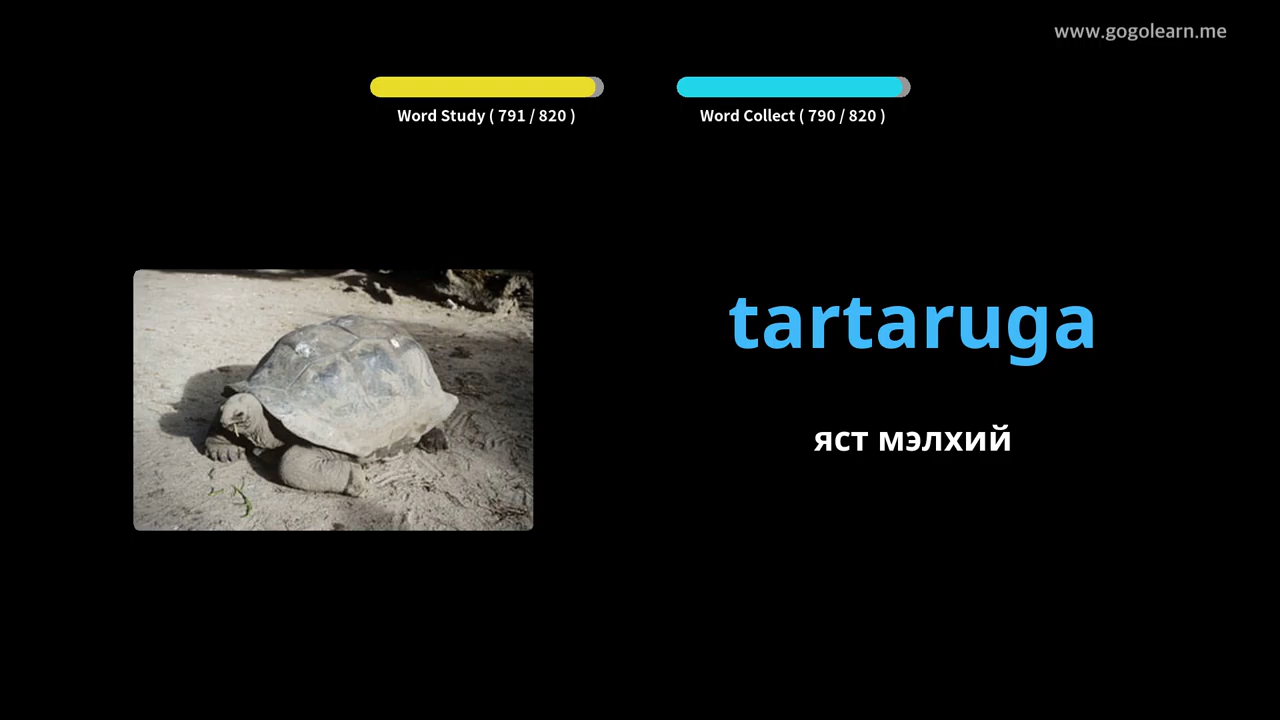 www.gogolearn.me
Word Study ( 791 / 820 )
Word Collect ( 790 / 820 )
tartaruga
яст мэлхий